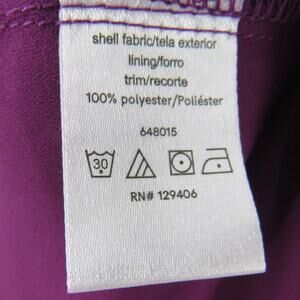 shell fabric/tela exterior
lining/forro
trim/recorte
100% polyester/Poliéster
648015
30
RN# 129406